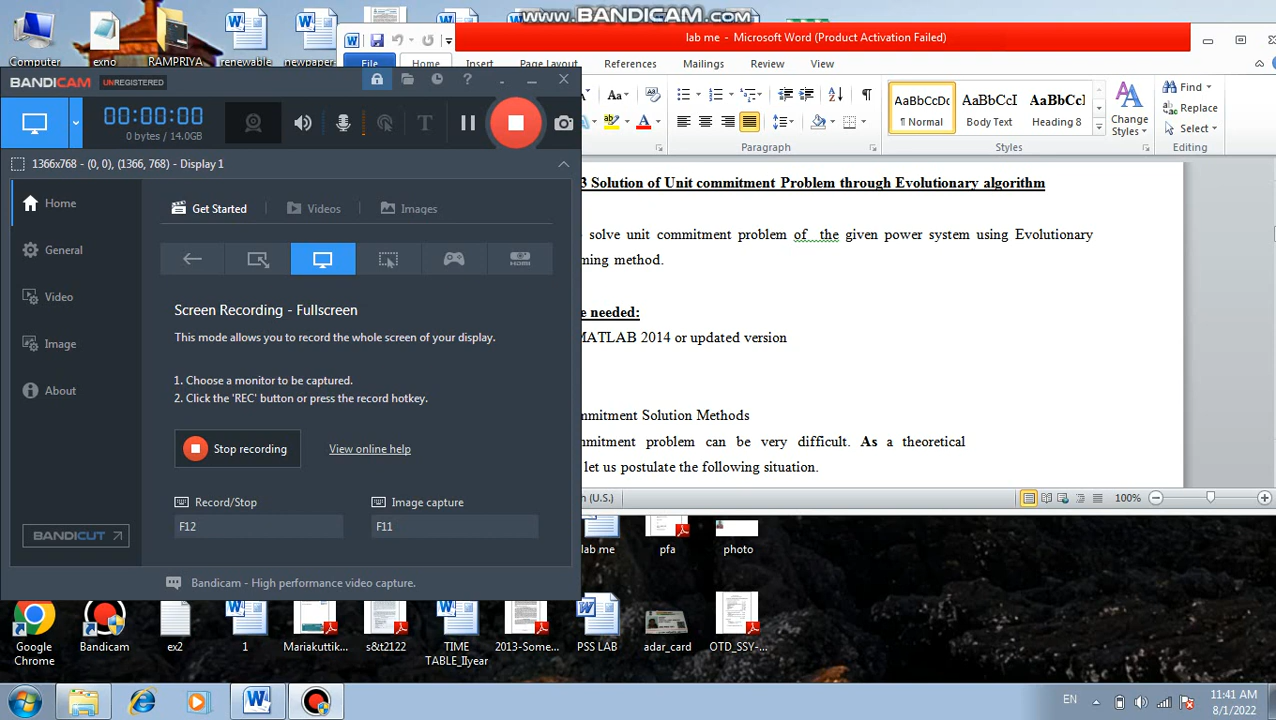 www.BANDICAM.com
Computer
exno
RAMPRIYA
renewable
newpaper
lab me - Microsoft Word (Product Activation Failed)
File
Home
Insert
Page Layout
References
Mailings
Review
View
BANDICAM UNREGISTERED
00:00:00
0 bytes / 14.0GB
1366x768 - (0, 0), (1366, 768) - Display 1
Home
General
Video
Image
About
BANDICUT
Get Started
Videos
Images
HDMI
Screen Recording - Fullscreen
This mode allows you to record the whole screen of your display.
1. Choose a monitor to be captured.
2. Click the 'REC' button or press the record hotkey.
Stop recording
View online help
Record/Stop
F12
Image capture
F11
Bandicam - High performance video capture.
Aa
AaBbCcDc
¶ Normal
AaBbCcI
Body Text
AaBbCcI
Heading 8
Change
Styles
Find
Replace
Select
Paragraph
Styles
Editing
3 Solution of Unit commitment Problem through Evolutionary algorithm
solve unit commitment problem of the given power system using Evolutionary
ming method.
e needed:
MATLAB 2014 or updated version
mmitment Solution Methods
mmitment problem can be very difficult. As a theoretical
let us postulate the following situation.
(U.S.)
100%
lab me
pfa
photo
Google
Chrome
Bandicam
ex2
1
Mariakuttik...
s&t2122
TIME
TABLE_IIyear
2013-Some...
PSS LAB
adar_card
OTD_SSY-...
EN
11:41 AM
8/1/2022